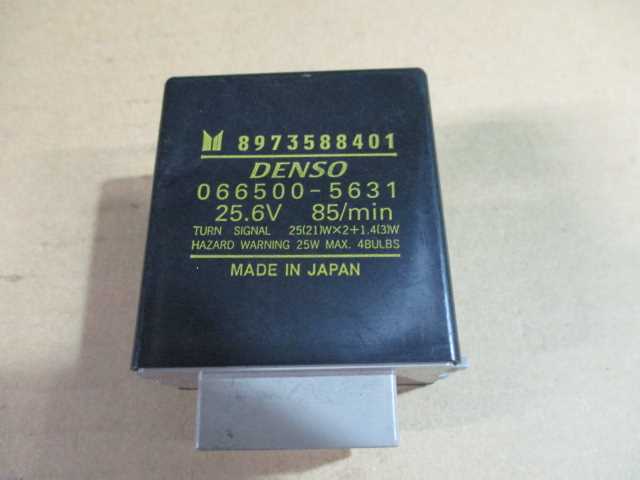 8973588401
DENSO
066500-5631
25.6V 85/min
TURN SIGNAL 25(21)W×2+1.4(3)W
HAZARD WARNING 25W MAX. 4BULBS
MADE IN JAPAN